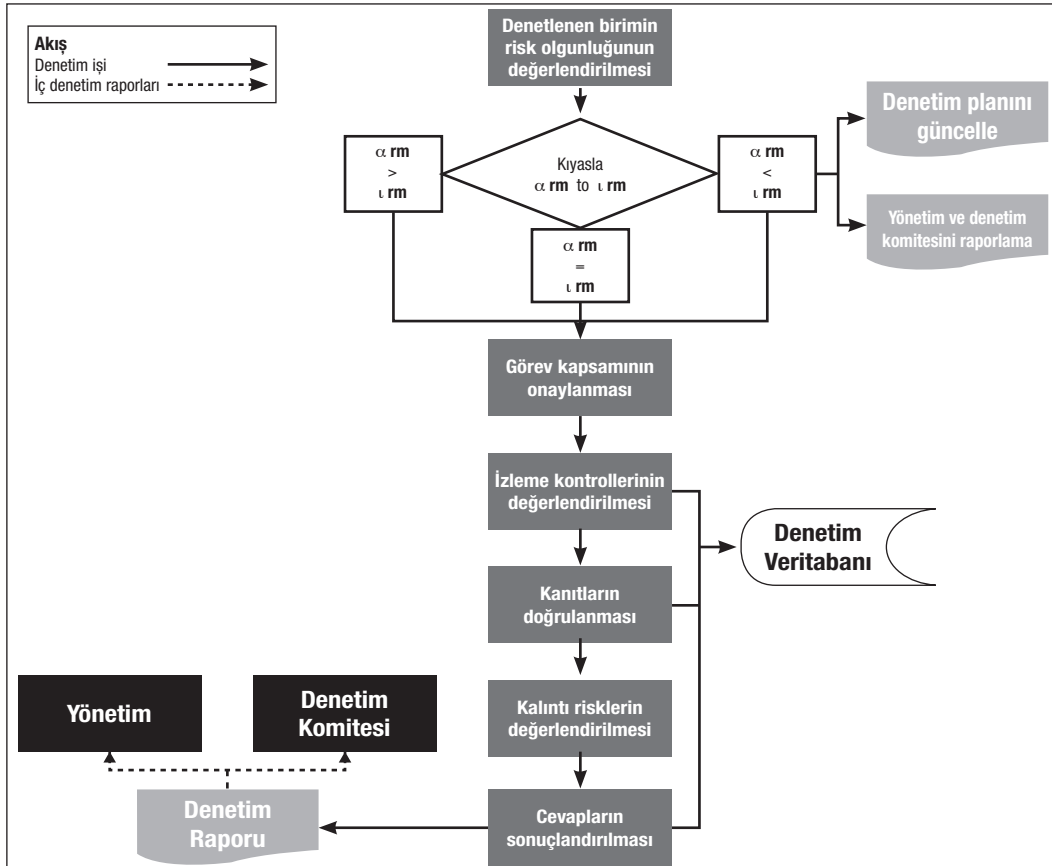 Akış
Denetim işi
İç denetim raporları
Denetlenen birimin
risk olgunluğunun
değerlendirilmesi
Denetim planını
güncelle
α rm
>
ι rm
Kıyasla
α rm to ι rm
α rm
<
ι rm
Yönetim ve denetim
komitesini raporlama
α rm
=
ι rm
Görev kapsamının
onaylanması
İzleme kontrollerinin
değerlendirilmesi
Denetim
Veritabanı
Kanıtların
doğrulanması
Yönetim
Denetim
Komitesi
Kalıntı risklerin
değerlendirilmesi
Denetim
Raporu
Cevapların
sonuçlandırılması